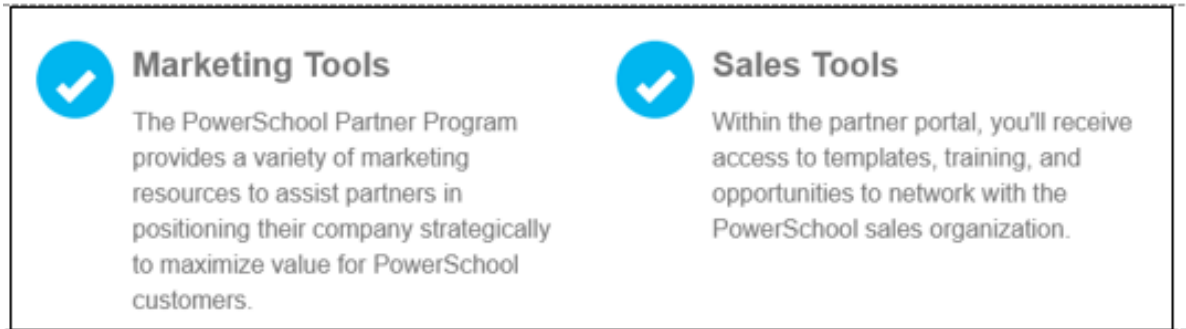 Marketing Tools
The PowerSchool Partner Program
provides a variety of marketing
resources to assist partners in
positioning their company strategically
to maximize value for PowerSchool
customers.
Sales Tools
Within the partner portal, you'll receive
access to templates, training, and
opportunities to network with the
PowerSchool sales organization.